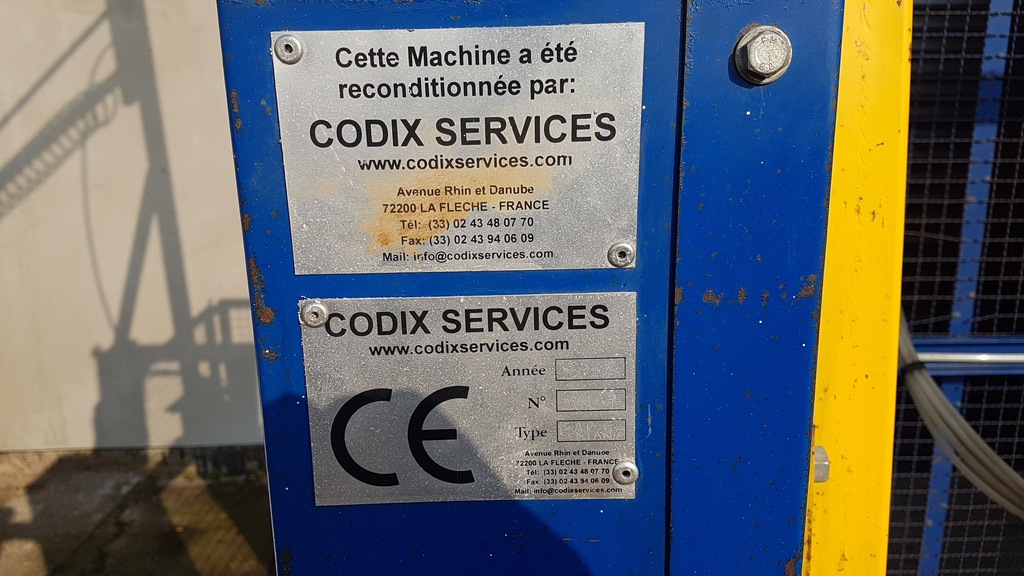 Cette Machine a été
reconditionnée par:
CODIX SERVICES
www.codixservices.com
Avenue Rhin et Danube
72200 LA FLECHE - FRANCE
Tél: (33) 02 43 48 07 70
Fax: (33) 02 43 94 06 09
Mail: info@codixservices.com
CODIX SERVICES
www.codixservices.com
Année
N°
Type
CE
Avenue Rhin et Danube
72200 LA FLECHE - FRANCE
Tél: (33) 02 43 48 07 70
Fax: (33) 02 43 94 06 09
Mail: info@codixservices.com